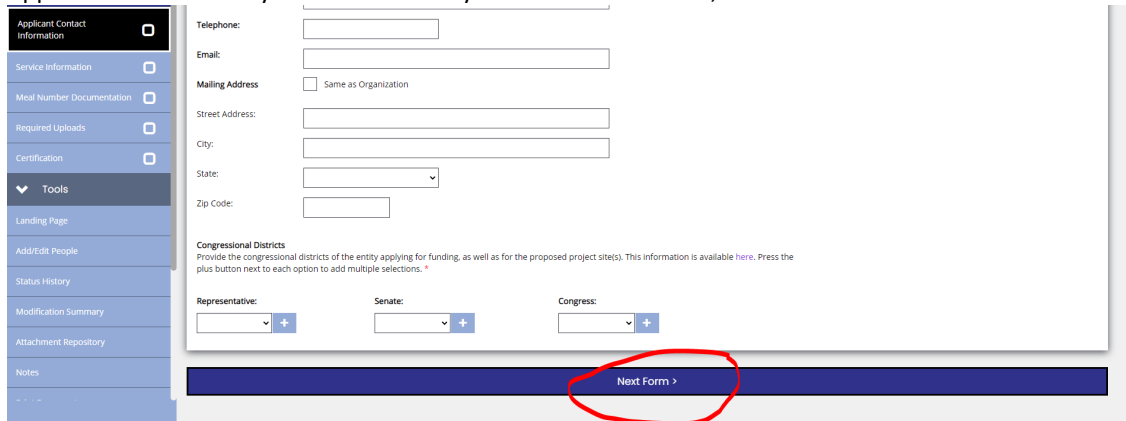 Applicant Contact
Information
Service Information
Meal Number Documentation
Required Uploads
Certification
Tools
Landing Page
Add/Edit People
Status History
Modification Summary
Attachment Repository
Notes
Telephone:
Email:
Mailing Address
Same as Organization
Street Address:
City:
State:
Zip Code:
Congressional Districts
Provide the congressional districts of the entity applying for funding, as well as for the proposed project site(s). This information is available here. Press the
plus button next to each option to add multiple selections. *
Representative: Senate: Congress:
+ + +
Next Form >